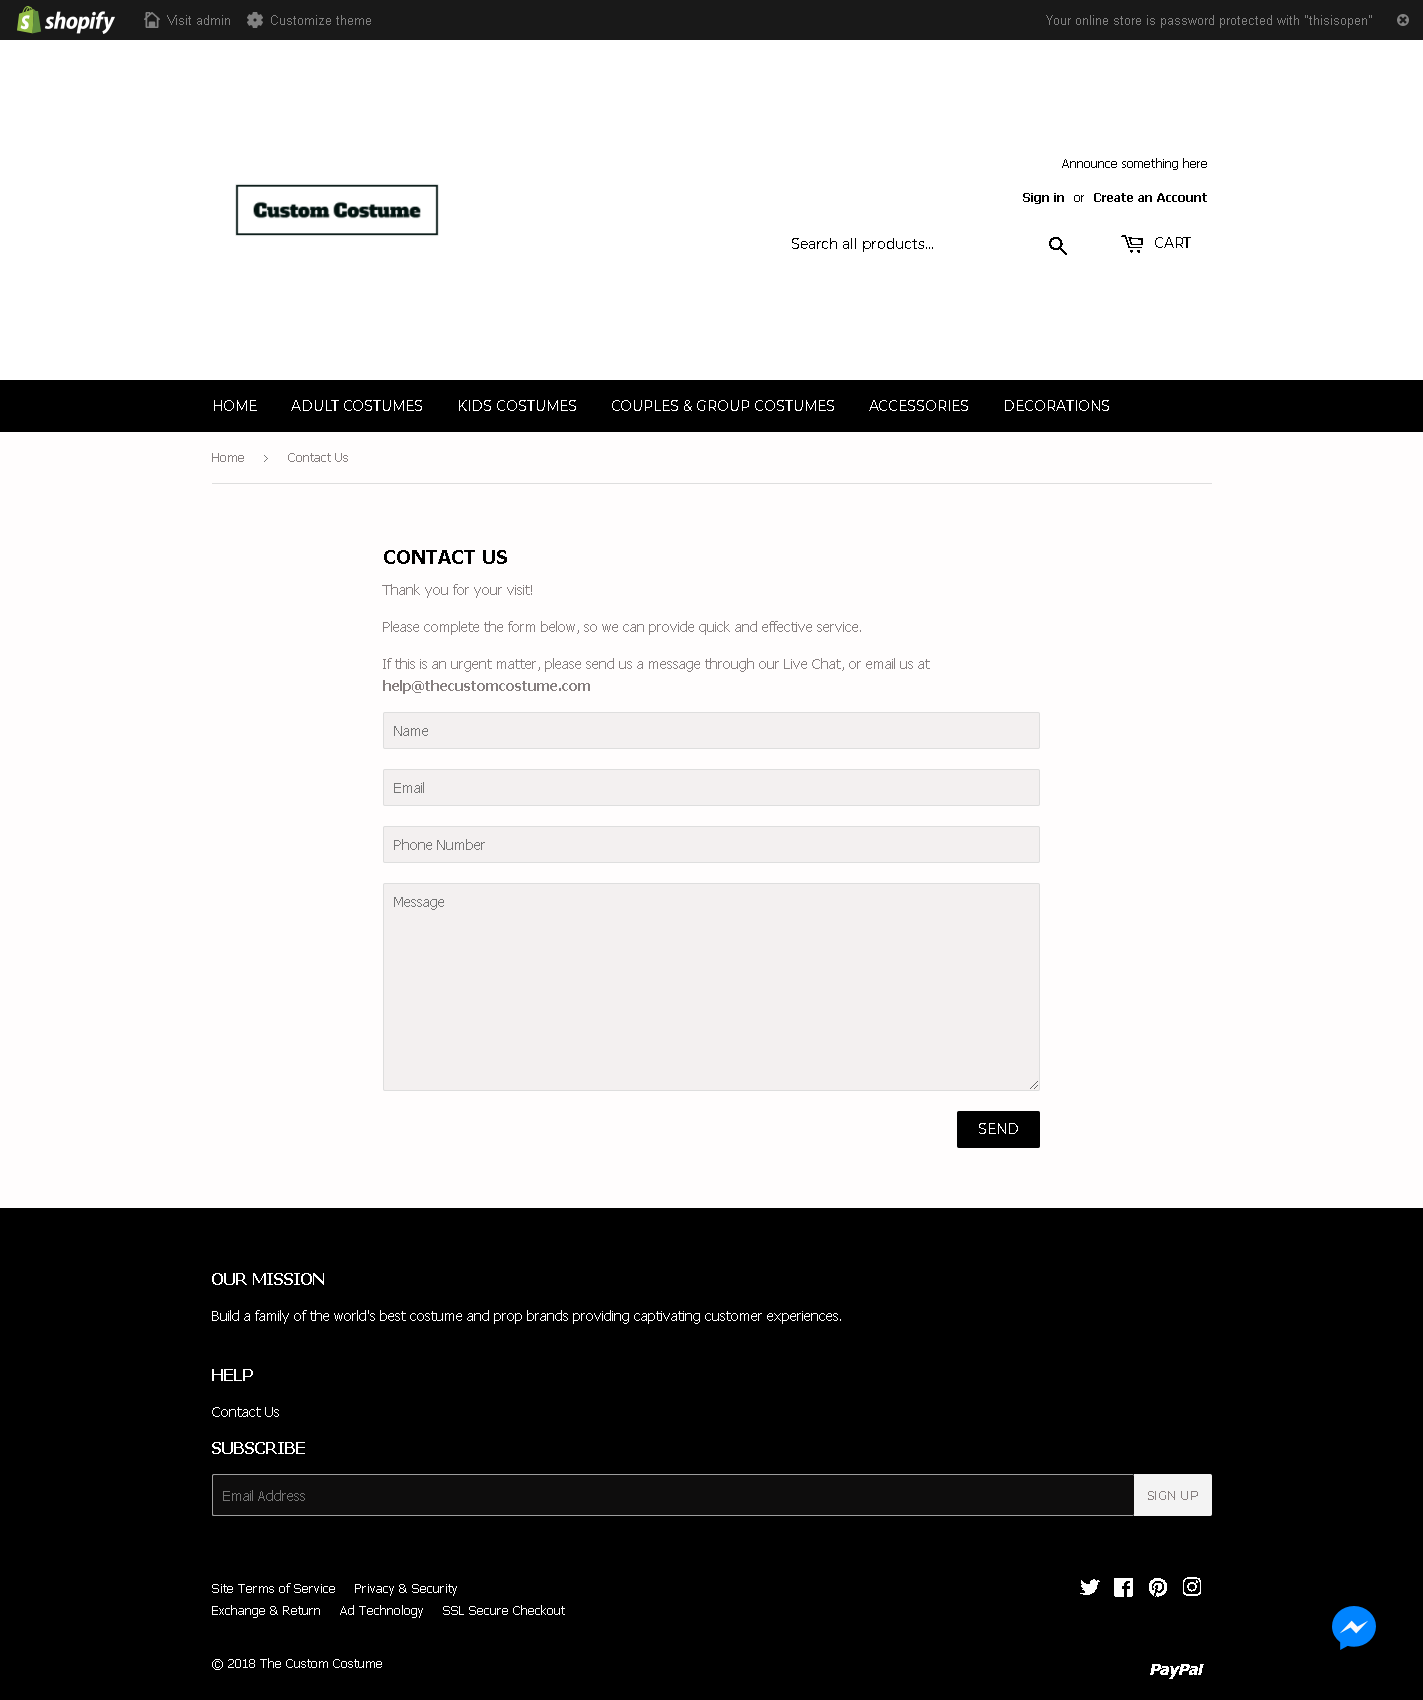 shopify Visit admin Customize theme Your online store is password protected with "thisisopen"
Announce something here
Custom Costume
Sign in or Create an Account
Search all products... CART
HOME ADULT COSTUMES KIDS COSTUMES COUPLES & GROUP COSTUMES ACCESSORIES DECORATIONS
Home › Contact Us
CONTACT US
Thank you for your visit!
Please complete the form below, so we can provide quick and effective service.
If this is an urgent matter, please send us a message through our Live Chat, or email us at
help@thecustomcostume.com
Name
Email
Phone Number
Message
SEND
OUR MISSION
Build a family of the world's best costume and prop brands providing captivating customer experiences.
HELP
Contact Us
SUBSCRIBE
Email Address SIGN UP
Site Terms of Service Privacy & Security
Exchange & Return Ad Technology SSL Secure Checkout
© 2018 The Custom Costume
PayPal